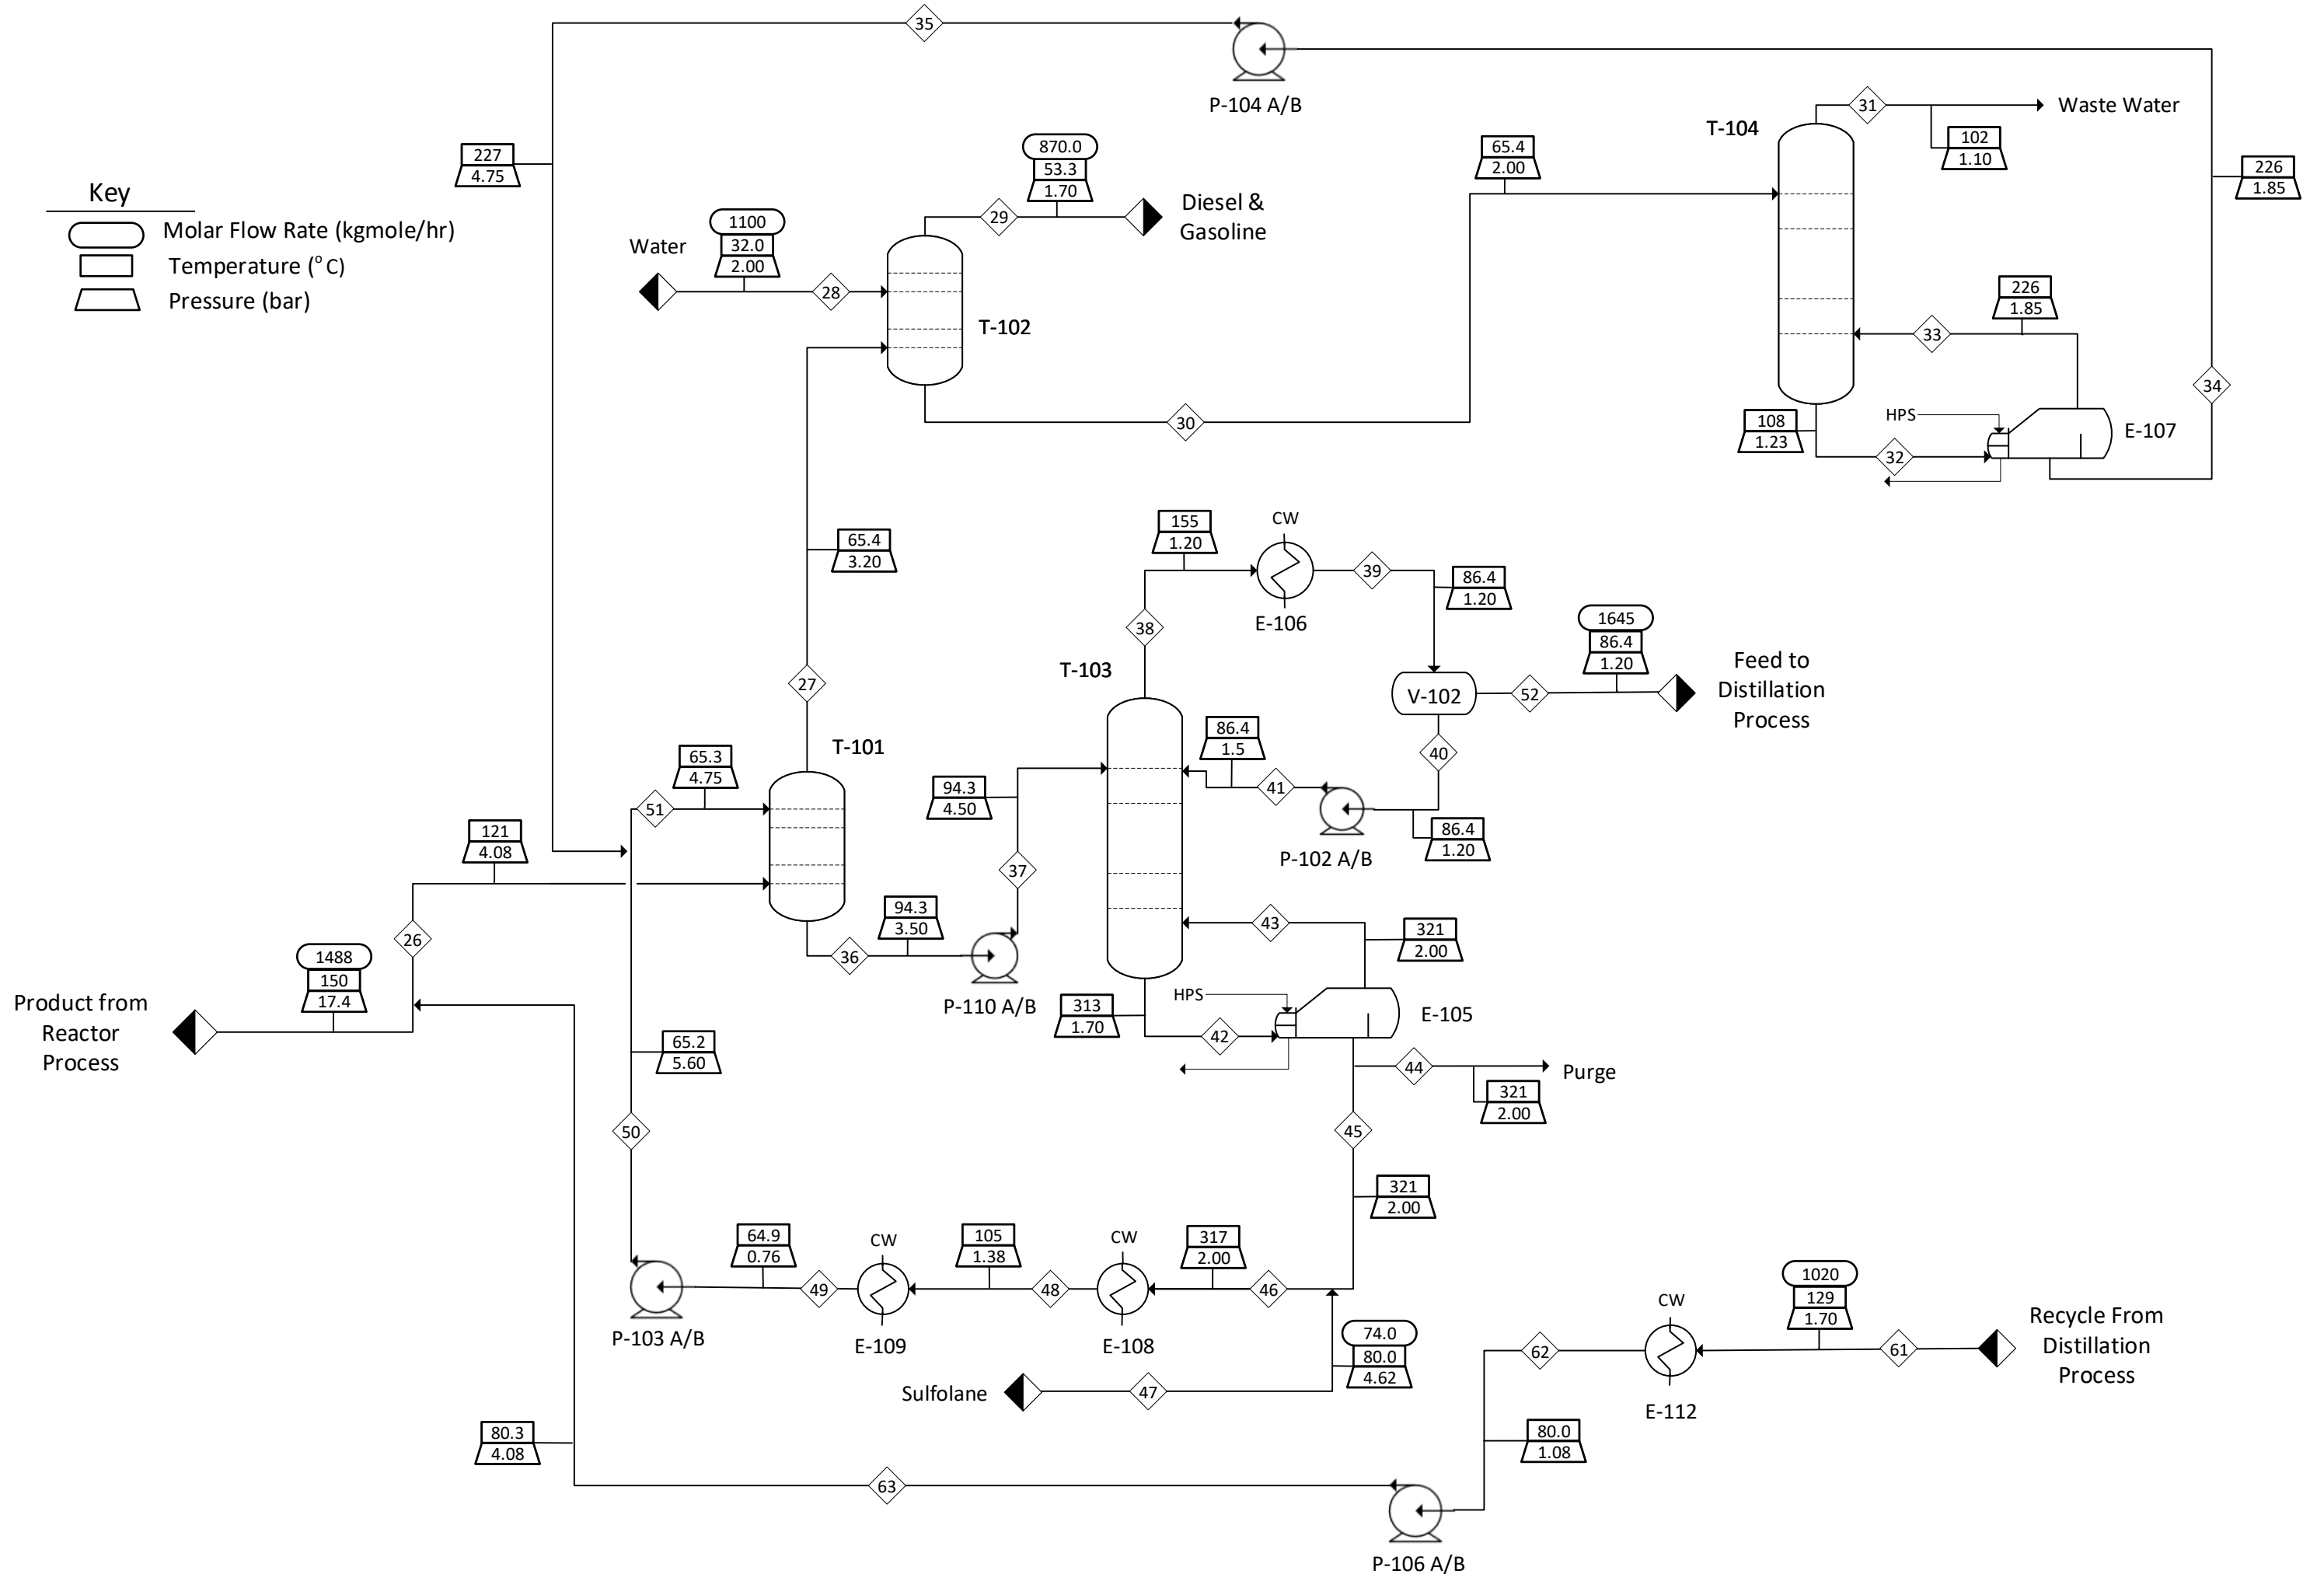 35
P-104 A/B
T-104
31
Waste Water
102
1.10
227
4.75
870.0
53.3
1.70
65.4
2.00
226
1.85
Key
Molar Flow Rate (kgmole/hr)
Temperature (° C)
Pressure (bar)
Water
1100
32.0
2.00
28
29
Diesel &
Gasoline
T-102
226
1.85
33
34
30
108
1.23
HPS
32
E-107
65.4
3.20
27
155
1.20
CW
39
E-106
38
86.4
1.20
1645
86.4
1.20
T-103
V-102
52
Feed to
Distillation
Process
40
86.4
1.5
41
P-102 A/B
86.4
1.20
T-101
65.3
4.75
51
94.3
4.50
37
121
4.08
26
94.3
3.50
36
P-110 A/B
43
321
2.00
1488
150
17.4
Product from
Reactor
Process
313
1.70
HPS
42
E-105
65.2
5.60
44
Purge
321
2.00
50
45
321
2.00
64.9
0.76
CW
105
1.38
CW
317
2.00
49
48
46
P-103 A/B
E-109
E-108
74.0
80.0
4.62
Sulfolane
47
1020
129
1.70
CW
62
61
E-112
Recycle From
Distillation
Process
80.3
4.08
80.0
1.08
63
P-106 A/B